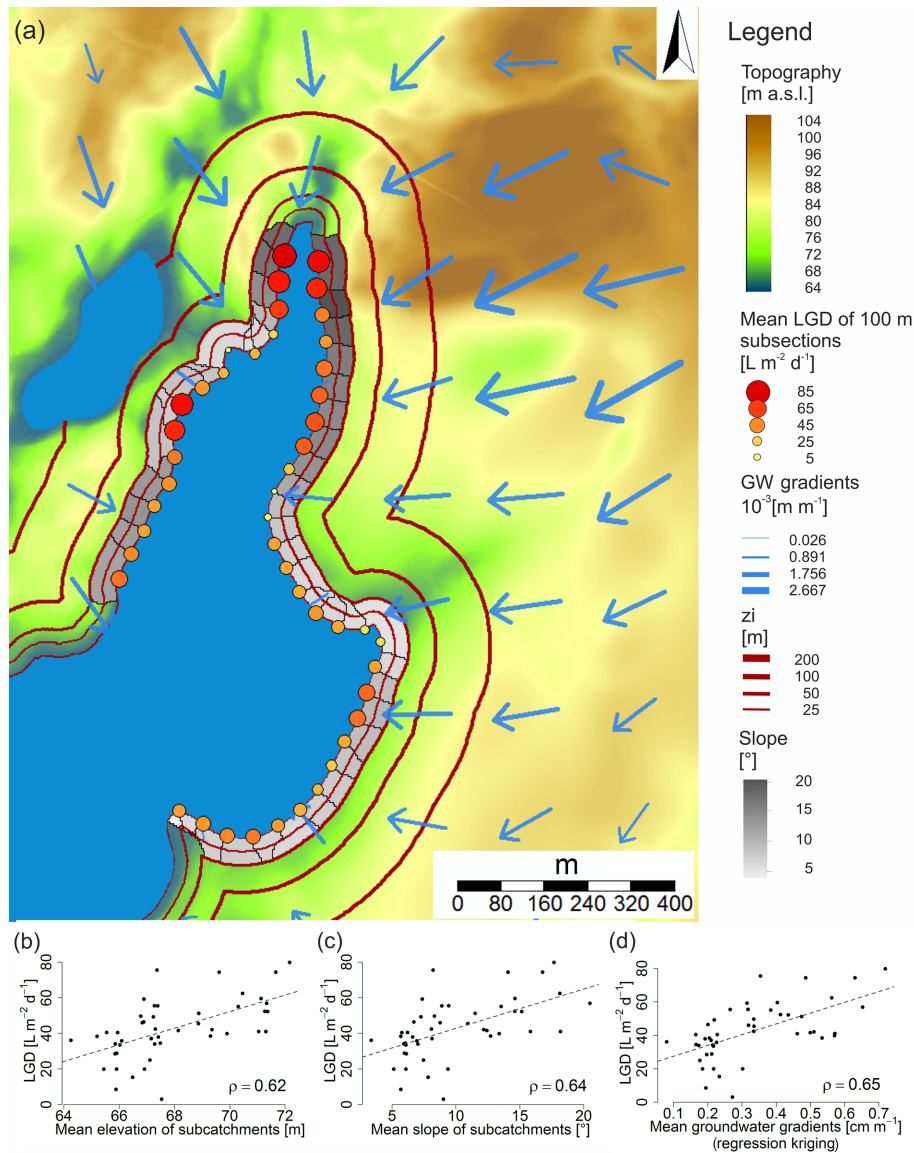 (a)
Legend
Topography
[m a.s.l.]
104
100
96
92
88
84
80
76
72
68
64
Mean LGD of 100 m
subsections
[L m⁻² d⁻¹]
85
65
45
25
5
GW gradients
10⁻³[m m⁻¹]
0.026
0.891
1.756
2.667
zi
[m]
200
100
50
25
Slope
[°]
20
15
10
5
m
0 80 160 240 320 400
(b)
LGD [L m⁻² d⁻¹]
80
60
40
20
0
ρ = 0.62
64 66 68 70 72
Mean elevation of subcatchments [m]
(c)
LGD [L m⁻² d⁻¹]
80
60
40
20
0
ρ = 0.64
5 10 15 20
Mean slope of subcatchments [°]
(d)
LGD [L m⁻² d⁻¹]
80
60
40
20
0
ρ = 0.65
0.1 0.2 0.3 0.4 0.5 0.6 0.7
Mean groundwater gradients [cm m⁻¹]
(regression kriging)